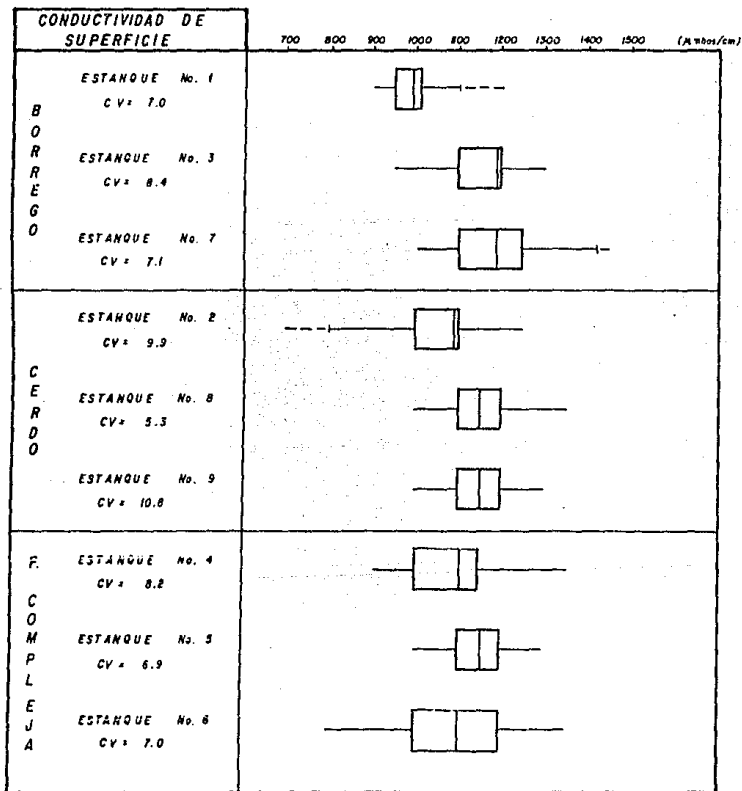 CONDUCTIVIDAD DE
SUPERFICIE
700 800 900 1000 1100 1200 1300 1400 1500 (µ mhos/cm)
BORREGO
ESTANQUE No. 1
CV= 7.0
ESTANQUE No. 3
CV= 8.4
ESTANQUE No. 7
CV= 7.1
CERDO
ESTANQUE No. 2
CV= 9.9
ESTANQUE No. 8
CV= 5.3
ESTANQUE No. 9
CV= 10.8
F. COMPLEJA
ESTANQUE No. 4
CV= 8.2
ESTANQUE No. 5
CV= 6.9
ESTANQUE No. 6
CV= 7.0